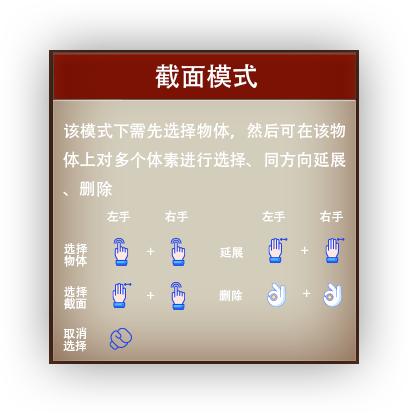 截面模式
该模式下需先选择物体，然后可在该物
体上对多个体素进行选择、同方向延展
、删除
左手 右手 左手 右手
选择
物体
+
延展
+
选择
截面
+
删除
+
取消
选择